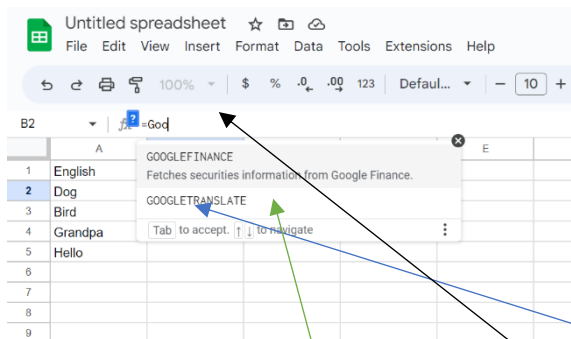 Untitled spreadsheet
File Edit View Insert Format Data Tools Extensions Help
100% $ % .0 .00 123 Defaul... 10
B2 fx ? =Goo
A E
GOOGLEFINANCE
Fetches securities information from Google Finance.
GOOGLETRANSLATE
Tab to accept. ↑ ↓ to navigate
1 English
2 Dog
3 Bird
4 Grandpa
5 Hello
6
7
8
9